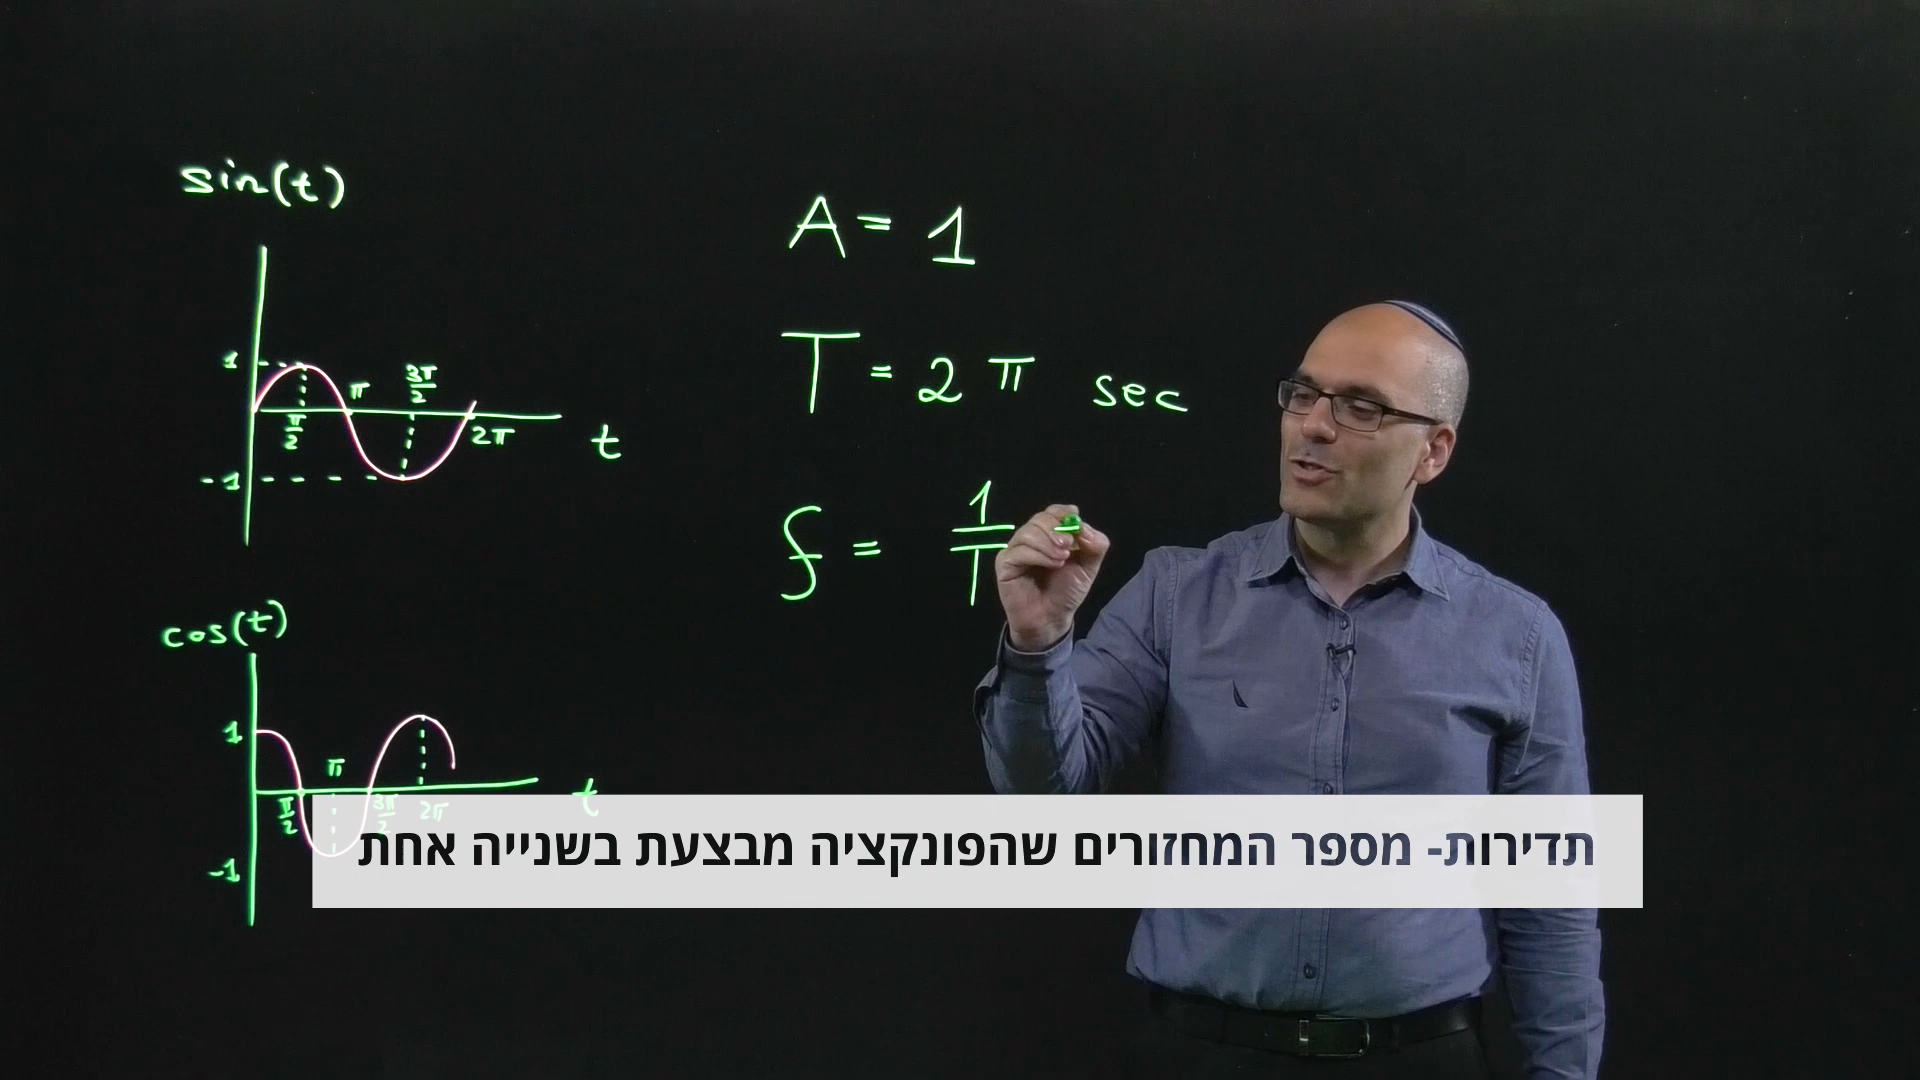 sin(t)
1
π/2
π
3π/2
2π
t
-1
cos(t)
1
π/2
π
3π/2
2π
t
-1
A = 1
T = 2π sec
f = 1/T =
תדירות- מספר המחזורים שהפונקציה מבצעת בשנייה אחת